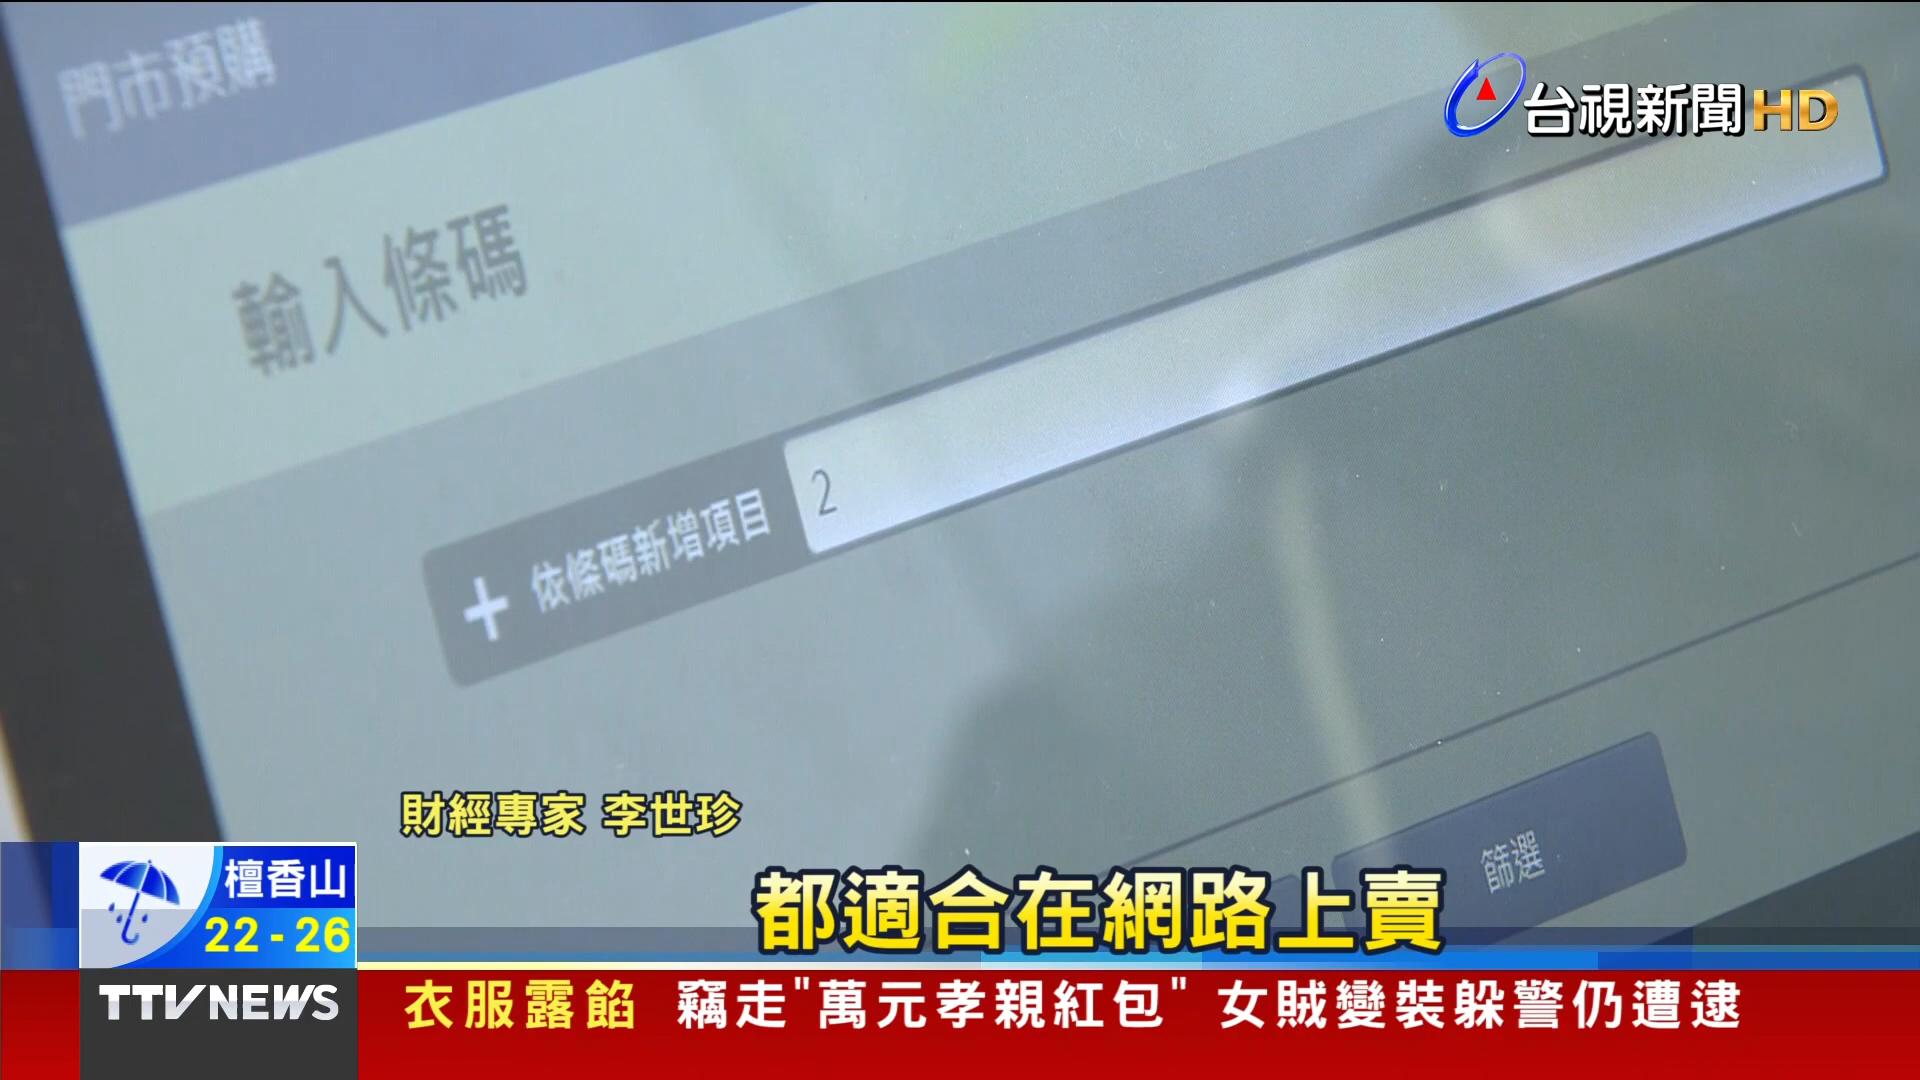 門市預購
台視新聞HD
輸入條碼
+ 依條碼新增項目 2
篩選
財經專家 李世珍
都適合在網路上賣
檀香山
22-26
TTV NEWS
衣服露餡 竊走"萬元孝親紅包" 女賊變裝躲警仍遭逮